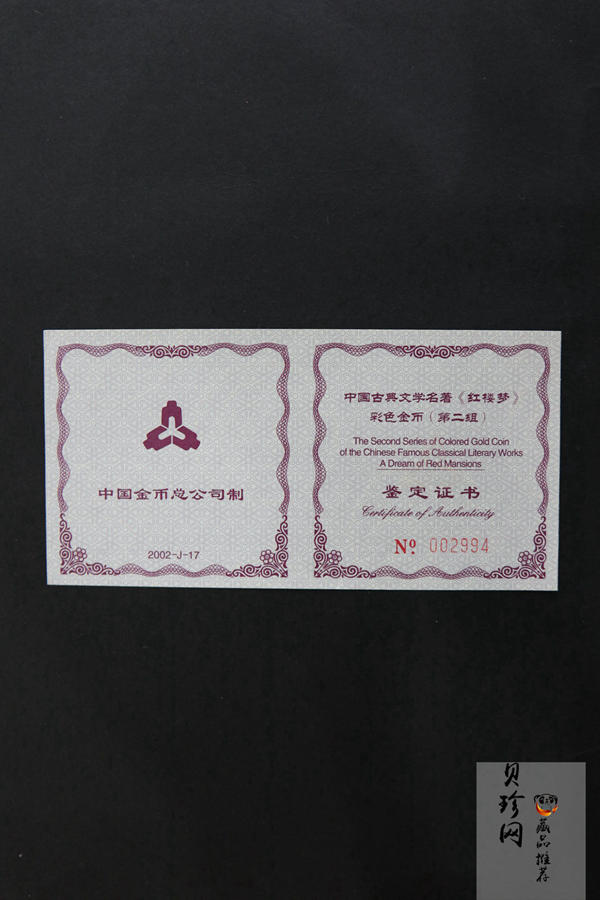 中国金币总公司制
2002-J-17
中国古典文学名著《红楼梦》
彩色金币（第二组）
The Second Series of Colored Gold Coin
of the Chinese Famous Classical Literary Works
A Dream of Red Mansions
鉴定证书
Certificate of Authenticity
Nº 002994
贝珍网
藏品推荐